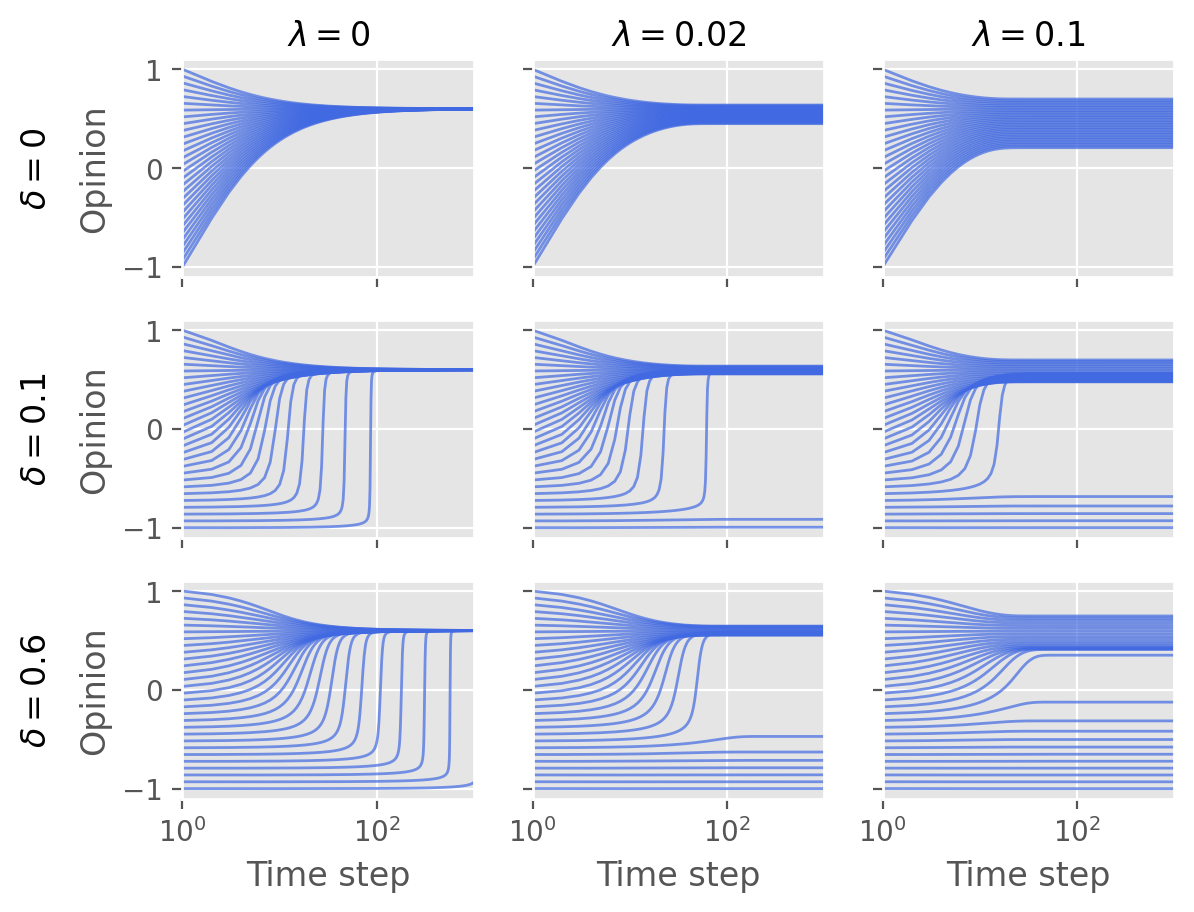 λ = 0
λ = 0.02
λ = 0.1
δ = 0
Opinion
1
0
−1
δ = 0.1
Opinion
1
0
−1
δ = 0.6
Opinion
1
0
−1
10⁰ 10²
10⁰ 10²
10⁰ 10²
Time step
Time step
Time step